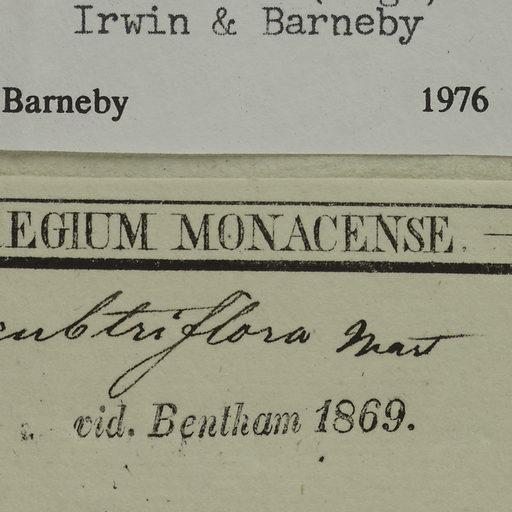 Irwin & Barneby
Barneby 1976
EGIUM MONACENSE.
subtriflora Mart
vid. Bentham 1869.